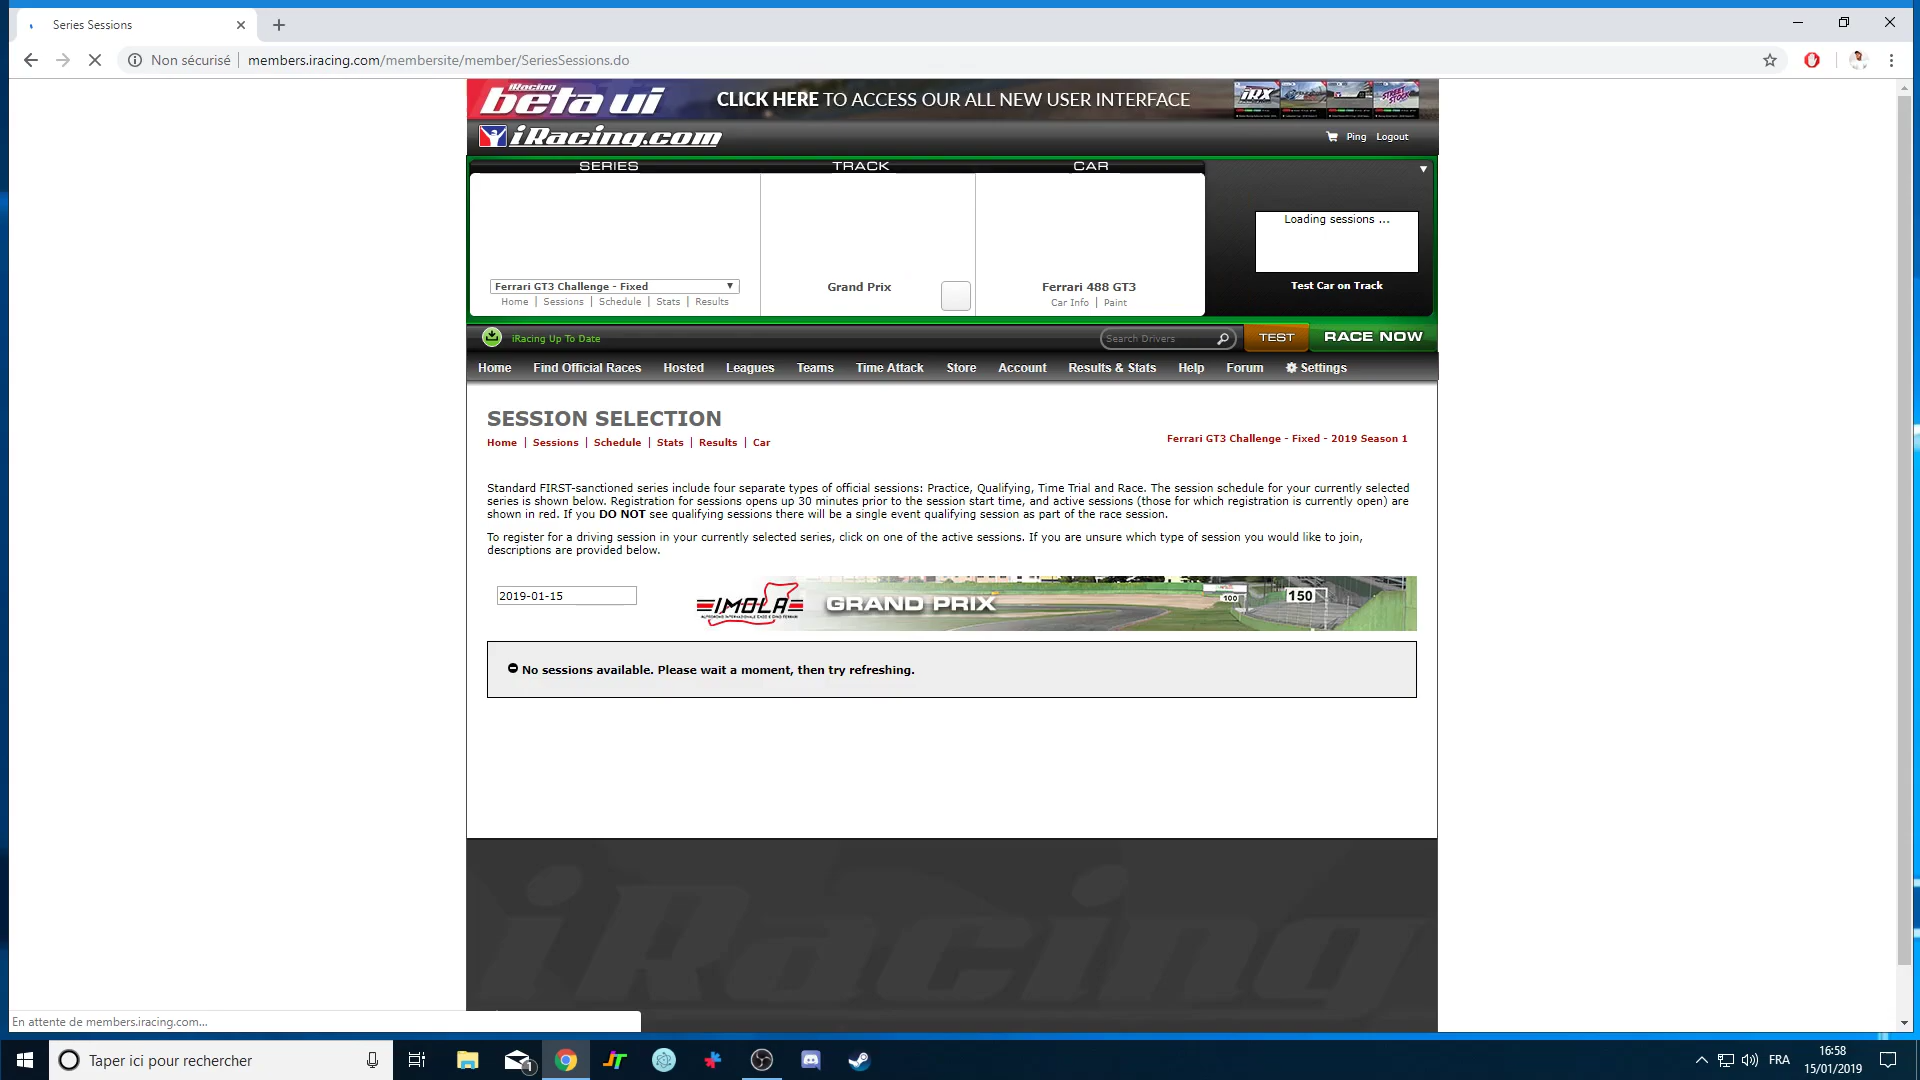 Series Sessions
Non sécurisé | members.iracing.com/membersite/member/SeriesSessions.do
iRacing
beta ui
CLICK HERE TO ACCESS OUR ALL NEW USER INTERFACE
iRX
STREET STOCK
iRacing.com
Ping Logout
SERIES TRACK CAR
Loading sessions ...
Ferrari GT3 Challenge - Fixed
Home | Sessions | Schedule | Stats | Results
Grand Prix
Ferrari 488 GT3
Car Info | Paint
Test Car on Track
iRacing Up To Date
Search Drivers
TEST
RACE NOW
Home Find Official Races Hosted Leagues Teams Time Attack Store Account Results & Stats Help Forum Settings
SESSION SELECTION
Home | Sessions | Schedule | Stats | Results | Car
Ferrari GT3 Challenge - Fixed - 2019 Season 1
Standard FIRST-sanctioned series include four separate types of official sessions: Practice, Qualifying, Time Trial and Race. The session schedule for your currently selected
series is shown below. Registration for sessions opens up 30 minutes prior to the session start time, and active sessions (those for which registration is currently open) are
shown in red. If you DO NOT see qualifying sessions there will be a single event qualifying session as part of the race session.
To register for a driving session in your currently selected series, click on one of the active sessions. If you are unsure which type of session you would like to join,
descriptions are provided below.
2019-01-15
IMOLA
AUTODROMO INTERNAZIONALE ENZO E DINO FERRARI
GRAND PRIX
100
150
No sessions available. Please wait a moment, then try refreshing.
iRacing
En attente de members.iracing.com...
Taper ici pour rechercher
1
JT
FRA
16:58
15/01/2019